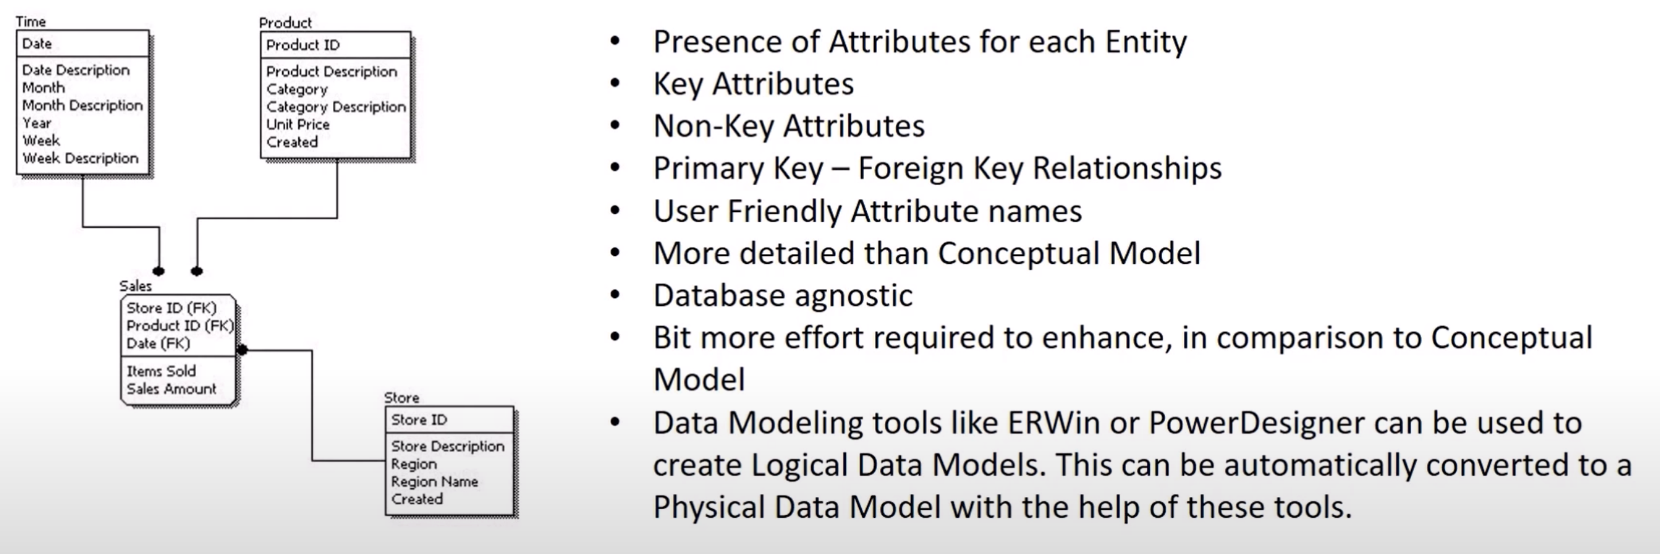 Time
Date
Date Description
Month
Month Description
Year
Week
Week Description
Product
Product ID
Product Description
Category
Category Description
Unit Price
Created
Sales
Store ID (FK)
Product ID (FK)
Date (FK)
Items Sold
Sales Amount
Store
Store ID
Store Description
Region
Region Name
Created
• Presence of Attributes for each Entity
• Key Attributes
• Non-Key Attributes
• Primary Key – Foreign Key Relationships
• User Friendly Attribute names
• More detailed than Conceptual Model
• Database agnostic
• Bit more effort required to enhance, in comparison to Conceptual
Model
• Data Modeling tools like ERWin or PowerDesigner can be used to
create Logical Data Models. This can be automatically converted to a
Physical Data Model with the help of these tools.